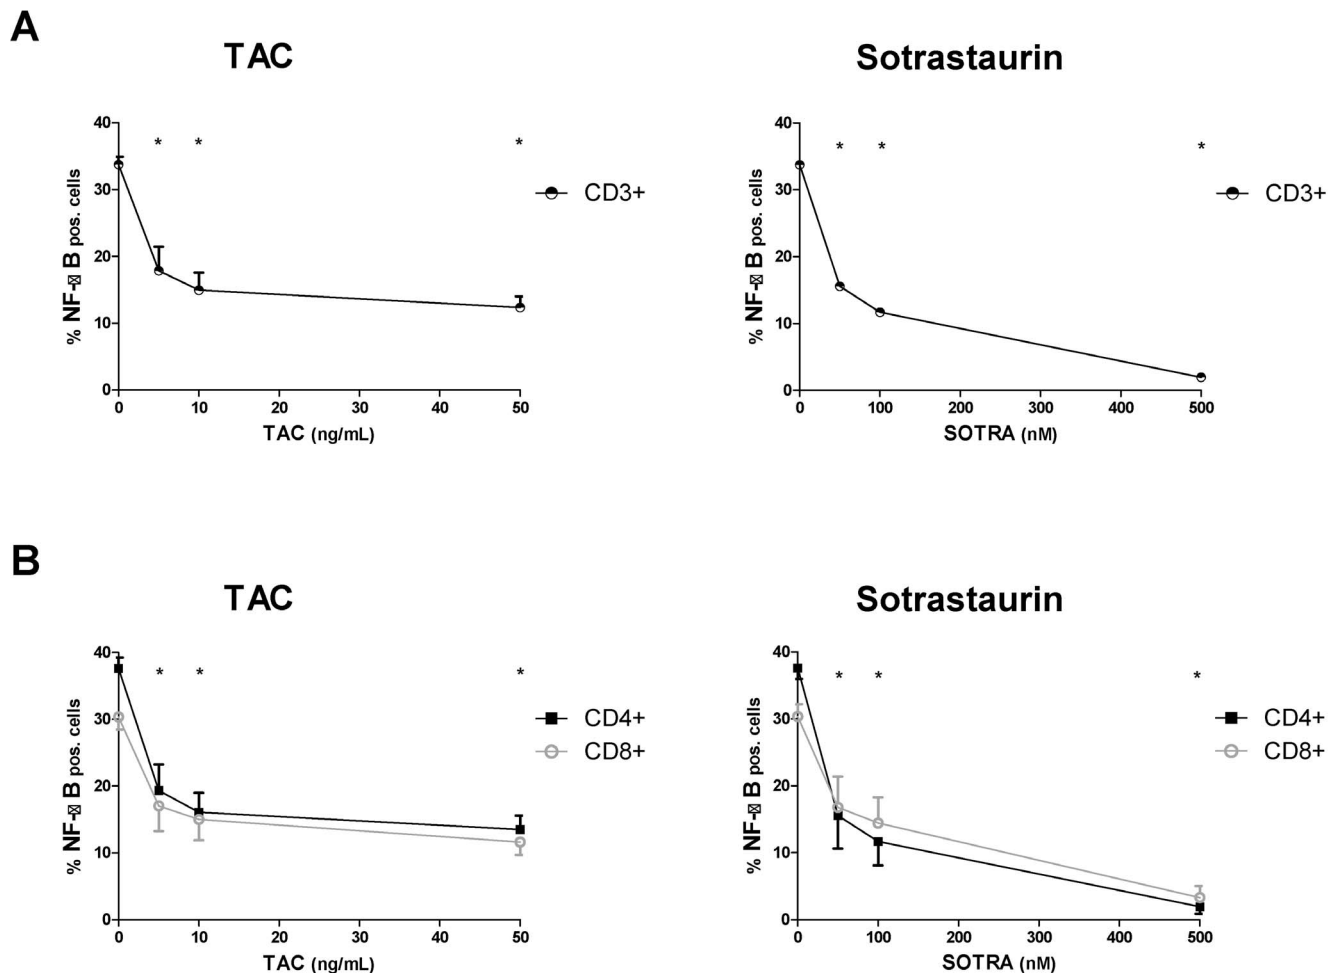 A
TAC
Sotrastaurin
* * *
* * *
40
30
20
10
0
% NF-☒ B pos. cells
0 10 20 30 40 50
TAC (ng/mL)
CD3+
40
30
20
10
0
% NF-☒ B pos. cells
0 100 200 300 400 500
SOTRA (nM)
CD3+
B
TAC
Sotrastaurin
* * *
* * *
40
30
20
10
0
% NF-☒ B pos. cells
0 10 20 30 40 50
TAC (ng/mL)
CD4+
CD8+
40
30
20
10
0
% NF-☒ B pos. cells
0 100 200 300 400 500
SOTRA (nM)
CD4+
CD8+